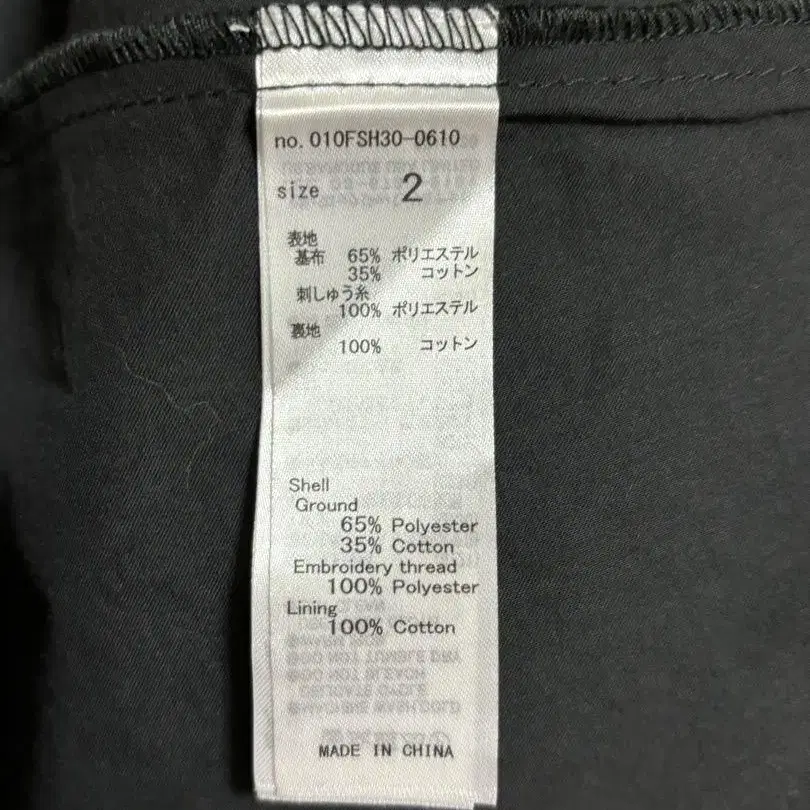 no. 010FSH30-0610
size 2
表地
基布 65% ポリエステル
35% コットン
刺しゅう糸
100% ポリエステル
裏地
100% コットン
Shell
Ground
65% Polyester
35% Cotton
Embroidery thread
100% Polyester
Lining
100% Cotton
MADE IN CHINA